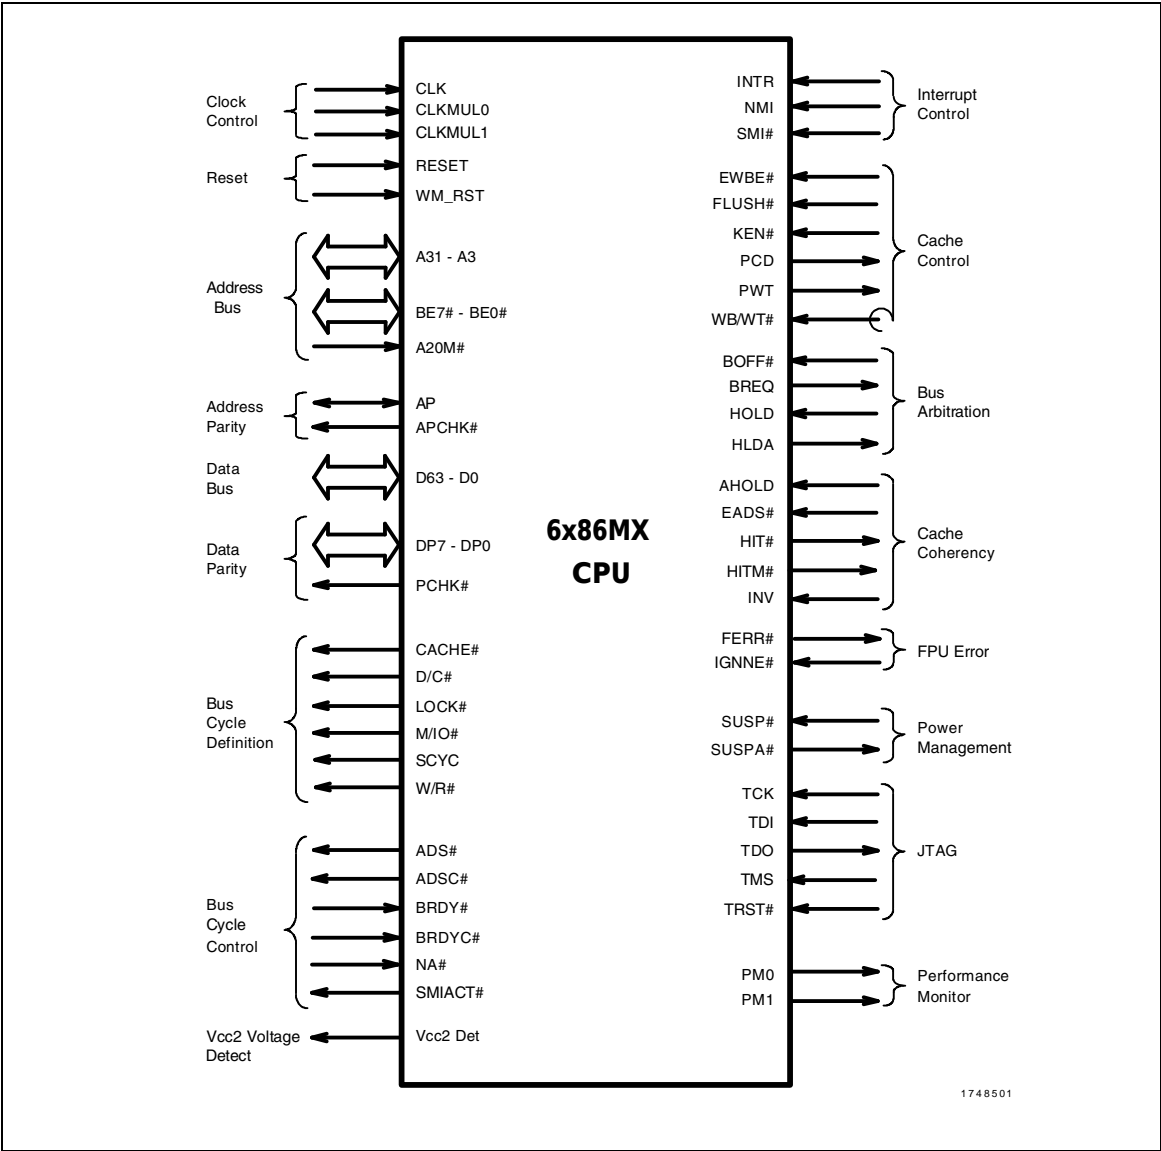 Clock
Control
CLK
CLKMUL0
CLKMUL1
Reset
RESET
WM_RST
Address
Bus
A31 - A3
BE7# - BE0#
A20M#
Address
Parity
AP
APCHK#
Data
Bus
D63 - D0
Data
Parity
DP7 - DP0
PCHK#
Bus
Cycle
Definition
CACHE#
D/C#
LOCK#
M/IO#
SCYC
W/R#
Bus
Cycle
Control
ADS#
ADSC#
BRDY#
BRDYC#
NA#
SMIACT#
Vcc2 Voltage
Detect
Vcc2 Det
6x86MX
CPU
INTR
NMI
SMI#
Interrupt
Control
EWBE#
FLUSH#
KEN#
PCD
PWT
WB/WT#
Cache
Control
BOFF#
BREQ
HOLD
HLDA
Bus
Arbitration
AHOLD
EADS#
HIT#
HITM#
INV
Cache
Coherency
FERR#
IGNNE#
FPU Error
SUSP#
SUSPA#
Power
Management
TCK
TDI
TDO
TMS
TRST#
JTAG
PM0
PM1
Performance
Monitor
1748501